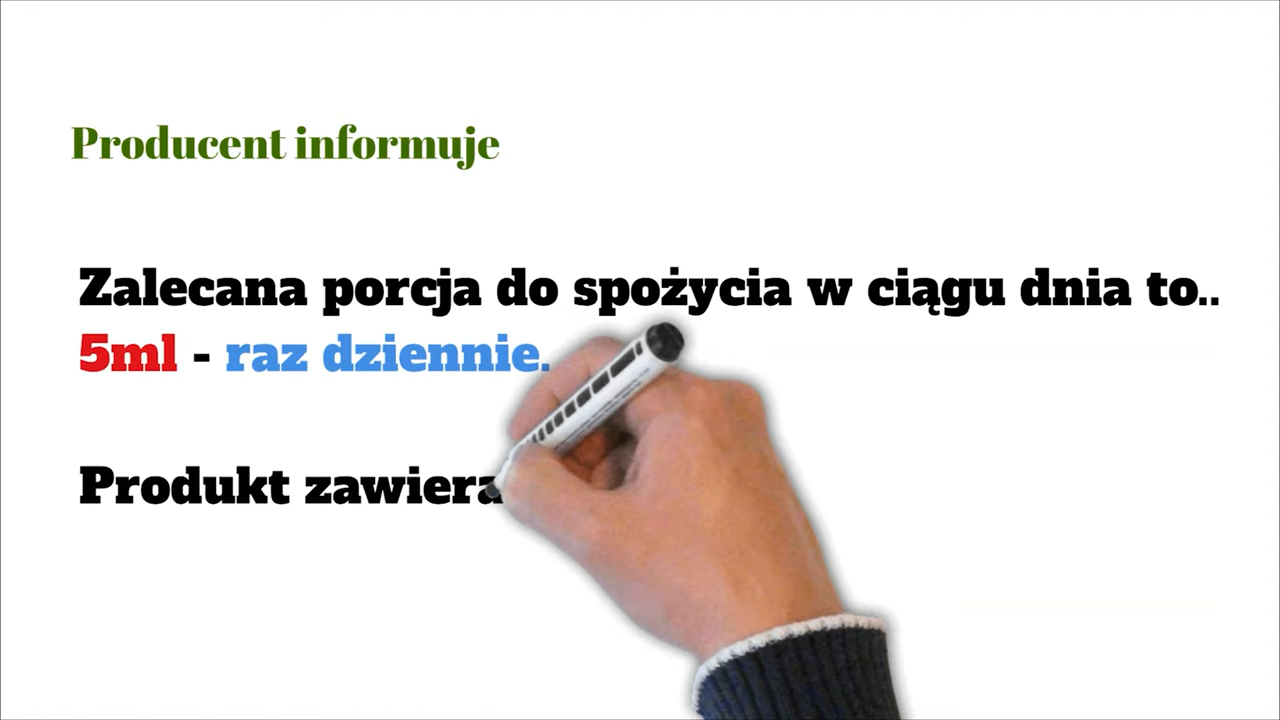 Producent informuje
Zalecana porcja do spożycia w ciągu dnia to..
5ml - raz dziennie.
Produkt zawiera